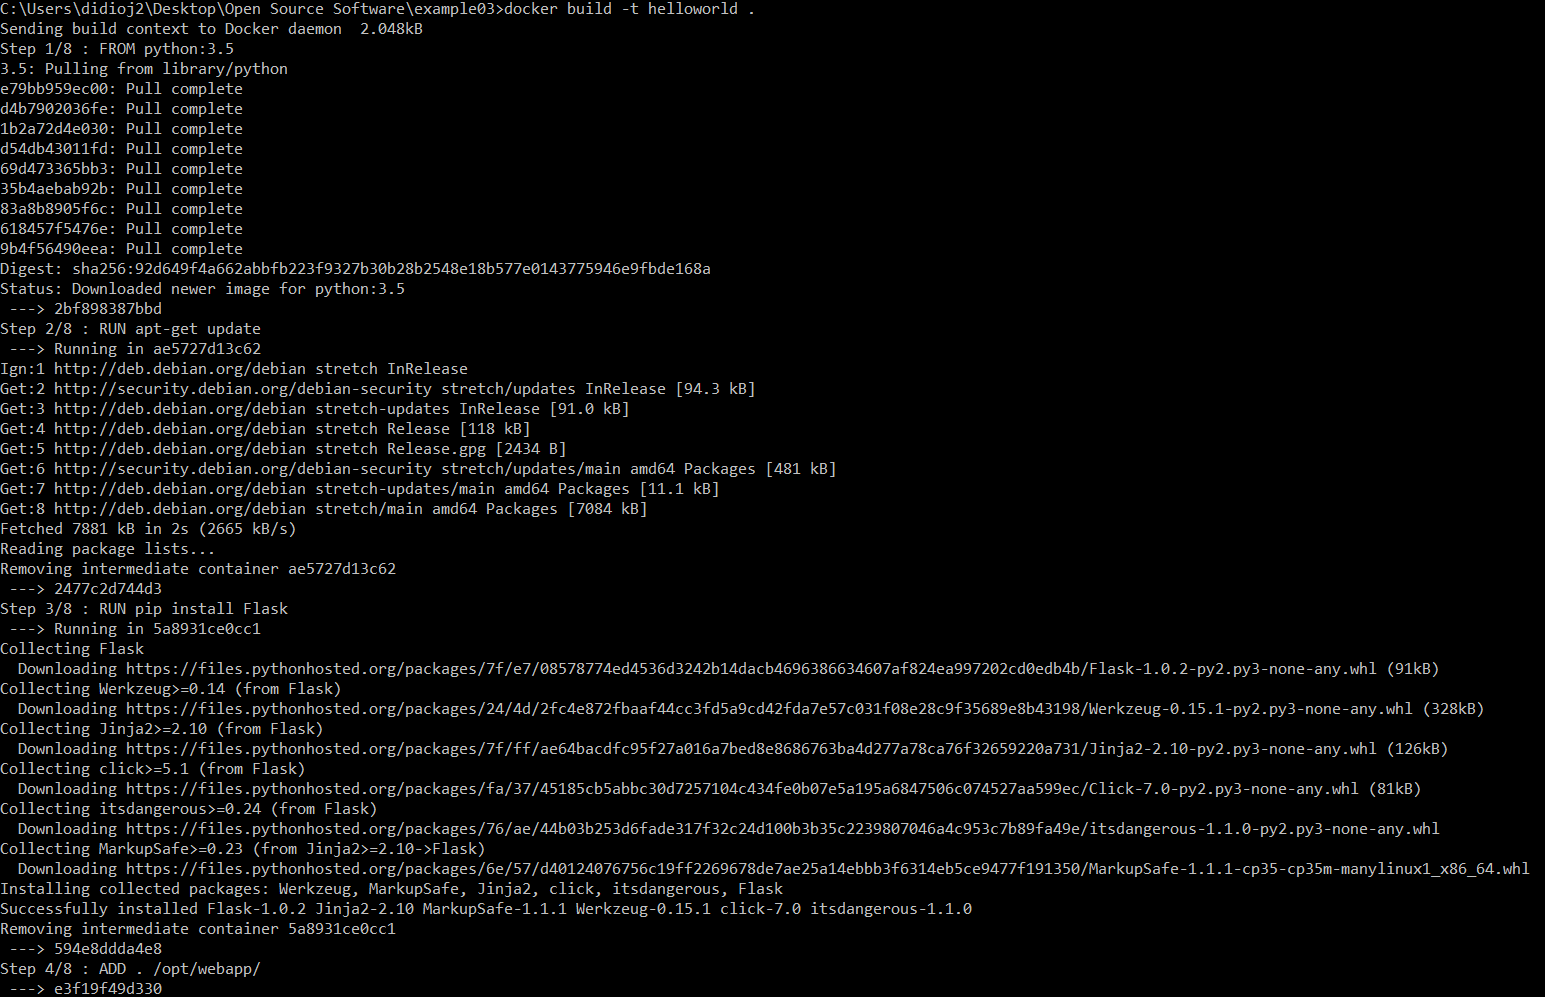 C:\Users\didioj2\Desktop\Open Source Software\example03>docker build -t helloworld .
Sending build context to Docker daemon  2.048kB
Step 1/8 : FROM python:3.5
3.5: Pulling from library/python
e79bb959ec00: Pull complete
d4b7902036fe: Pull complete
1b2a72d4e030: Pull complete
d54db43011fd: Pull complete
69d473365bb3: Pull complete
35b4aebab92b: Pull complete
83a8b8905f6c: Pull complete
618457f5476e: Pull complete
9b4f56490eea: Pull complete
Digest: sha256:92d649f4a662abbfb223f9327b30b28b2548e18b577e0143775946e9fbde168a
Status: Downloaded newer image for python:3.5
 ---> 2bf898387bbd
Step 2/8 : RUN apt-get update
 ---> Running in ae5727d13c62
Ign:1 http://deb.debian.org/debian stretch InRelease
Get:2 http://security.debian.org/debian-security stretch/updates InRelease [94.3 kB]
Get:3 http://deb.debian.org/debian stretch-updates InRelease [91.0 kB]
Get:4 http://deb.debian.org/debian stretch Release [118 kB]
Get:5 http://deb.debian.org/debian stretch Release.gpg [2434 B]
Get:6 http://security.debian.org/debian-security stretch/updates/main amd64 Packages [481 kB]
Get:7 http://deb.debian.org/debian stretch-updates/main amd64 Packages [11.1 kB]
Get:8 http://deb.debian.org/debian stretch/main amd64 Packages [7084 kB]
Fetched 7881 kB in 2s (2665 kB/s)
Reading package lists...
Removing intermediate container ae5727d13c62
 ---> 2477c2d744d3
Step 3/8 : RUN pip install Flask
 ---> Running in 5a8931ce0cc1
Collecting Flask
  Downloading https://files.pythonhosted.org/packages/7f/e7/08578774ed4536d3242b14dacb4696386634607af824ea997202cd0edb4b/Flask-1.0.2-py2.py3-none-any.whl (91kB)
Collecting Werkzeug>=0.14 (from Flask)
  Downloading https://files.pythonhosted.org/packages/24/4d/2fc4e872fbaaf44cc3fd5a9cd42fda7e57c031f08e28c9f35689e8b43198/Werkzeug-0.15.1-py2.py3-none-any.whl (328kB)
Collecting Jinja2>=2.10 (from Flask)
  Downloading https://files.pythonhosted.org/packages/7f/ff/ae64bacdfc95f27a016a7bed8e8686763ba4d277a78ca76f32659220a731/Jinja2-2.10-py2.py3-none-any.whl (126kB)
Collecting click>=5.1 (from Flask)
  Downloading https://files.pythonhosted.org/packages/fa/37/45185cb5abbc30d7257104c434fe0b07e5a195a6847506c074527aa599ec/Click-7.0-py2.py3-none-any.whl (81kB)
Collecting itsdangerous>=0.24 (from Flask)
  Downloading https://files.pythonhosted.org/packages/76/ae/44b03b253d6fade317f32c24d100b3b35c2239807046a4c953c7b89fa49e/itsdangerous-1.1.0-py2.py3-none-any.whl
Collecting MarkupSafe>=0.23 (from Jinja2>=2.10->Flask)
  Downloading https://files.pythonhosted.org/packages/6e/57/d40124076756c19ff2269678de7ae25a14ebbb3f6314eb5ce9477f191350/MarkupSafe-1.1.1-cp35-cp35m-manylinux1_x86_64.whl
Installing collected packages: Werkzeug, MarkupSafe, Jinja2, click, itsdangerous, Flask
Successfully installed Flask-1.0.2 Jinja2-2.10 MarkupSafe-1.1.1 Werkzeug-0.15.1 click-7.0 itsdangerous-1.1.0
Removing intermediate container 5a8931ce0cc1
 ---> 594e8ddda4e8
Step 4/8 : ADD . /opt/webapp/
 ---> e3f19f49d330